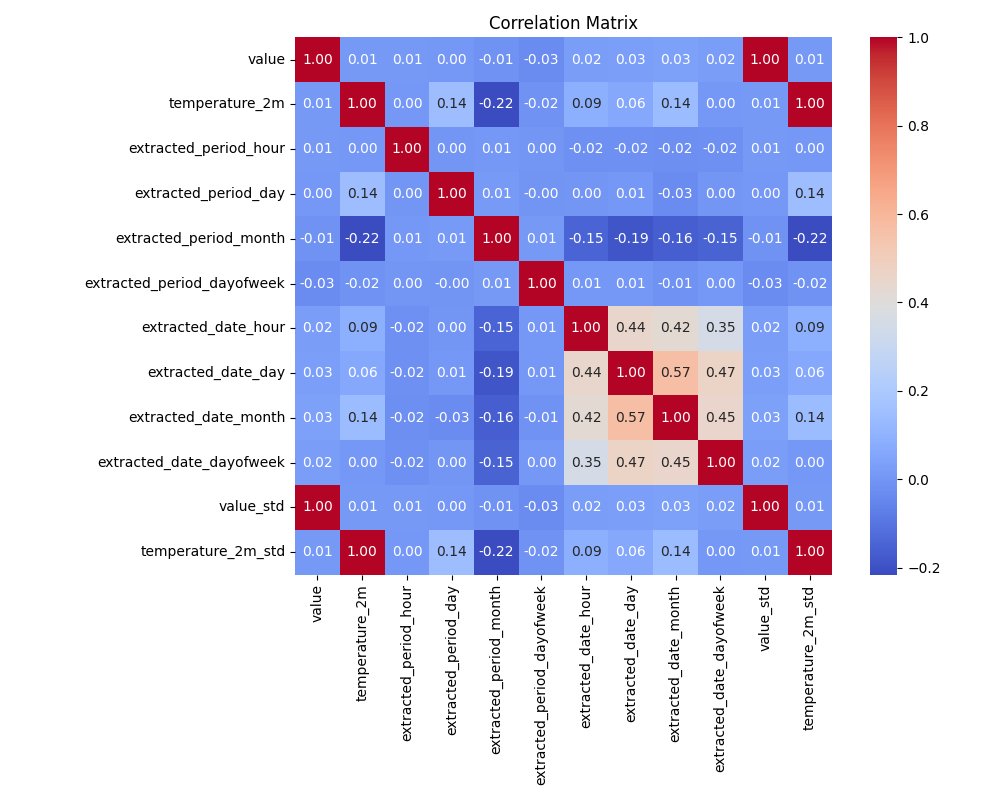 Correlation Matrix
value 1.00 0.01 0.01 0.00 -0.01 -0.03 0.02 0.03 0.03 0.02 1.00 0.01
temperature_2m 0.01 1.00 0.00 0.14 -0.22 -0.02 0.09 0.06 0.14 0.00 0.01 1.00
extracted_period_hour 0.01 0.00 1.00 0.00 0.01 0.00 -0.02 -0.02 -0.02 -0.02 0.01 0.00
extracted_period_day 0.00 0.14 0.00 1.00 0.01 -0.00 0.00 0.01 -0.03 0.00 0.00 0.14
extracted_period_month -0.01 -0.22 0.01 0.01 1.00 0.01 -0.15 -0.19 -0.16 -0.15 -0.01 -0.22
extracted_period_dayofweek -0.03 -0.02 0.00 -0.00 0.01 1.00 0.01 0.01 -0.01 0.00 -0.03 -0.02
extracted_date_hour 0.02 0.09 -0.02 0.00 -0.15 0.01 1.00 0.44 0.42 0.35 0.02 0.09
extracted_date_day 0.03 0.06 -0.02 0.01 -0.19 0.01 0.44 1.00 0.57 0.47 0.03 0.06
extracted_date_month 0.03 0.14 -0.02 -0.03 -0.16 -0.01 0.42 0.57 1.00 0.45 0.03 0.14
extracted_date_dayofweek 0.02 0.00 -0.02 0.00 -0.15 0.00 0.35 0.47 0.45 1.00 0.02 0.00
value_std 1.00 0.01 0.01 0.00 -0.01 -0.03 0.02 0.03 0.03 0.02 1.00 0.01
temperature_2m_std 0.01 1.00 0.00 0.14 -0.22 -0.02 0.09 0.06 0.14 0.00 0.01 1.00
value
temperature_2m
extracted_period_hour
extracted_period_day
extracted_period_month
extracted_period_dayofweek
extracted_date_hour
extracted_date_day
extracted_date_month
extracted_date_dayofweek
value_std
temperature_2m_std
1.0
0.8
0.6
0.4
0.2
0.0
−0.2